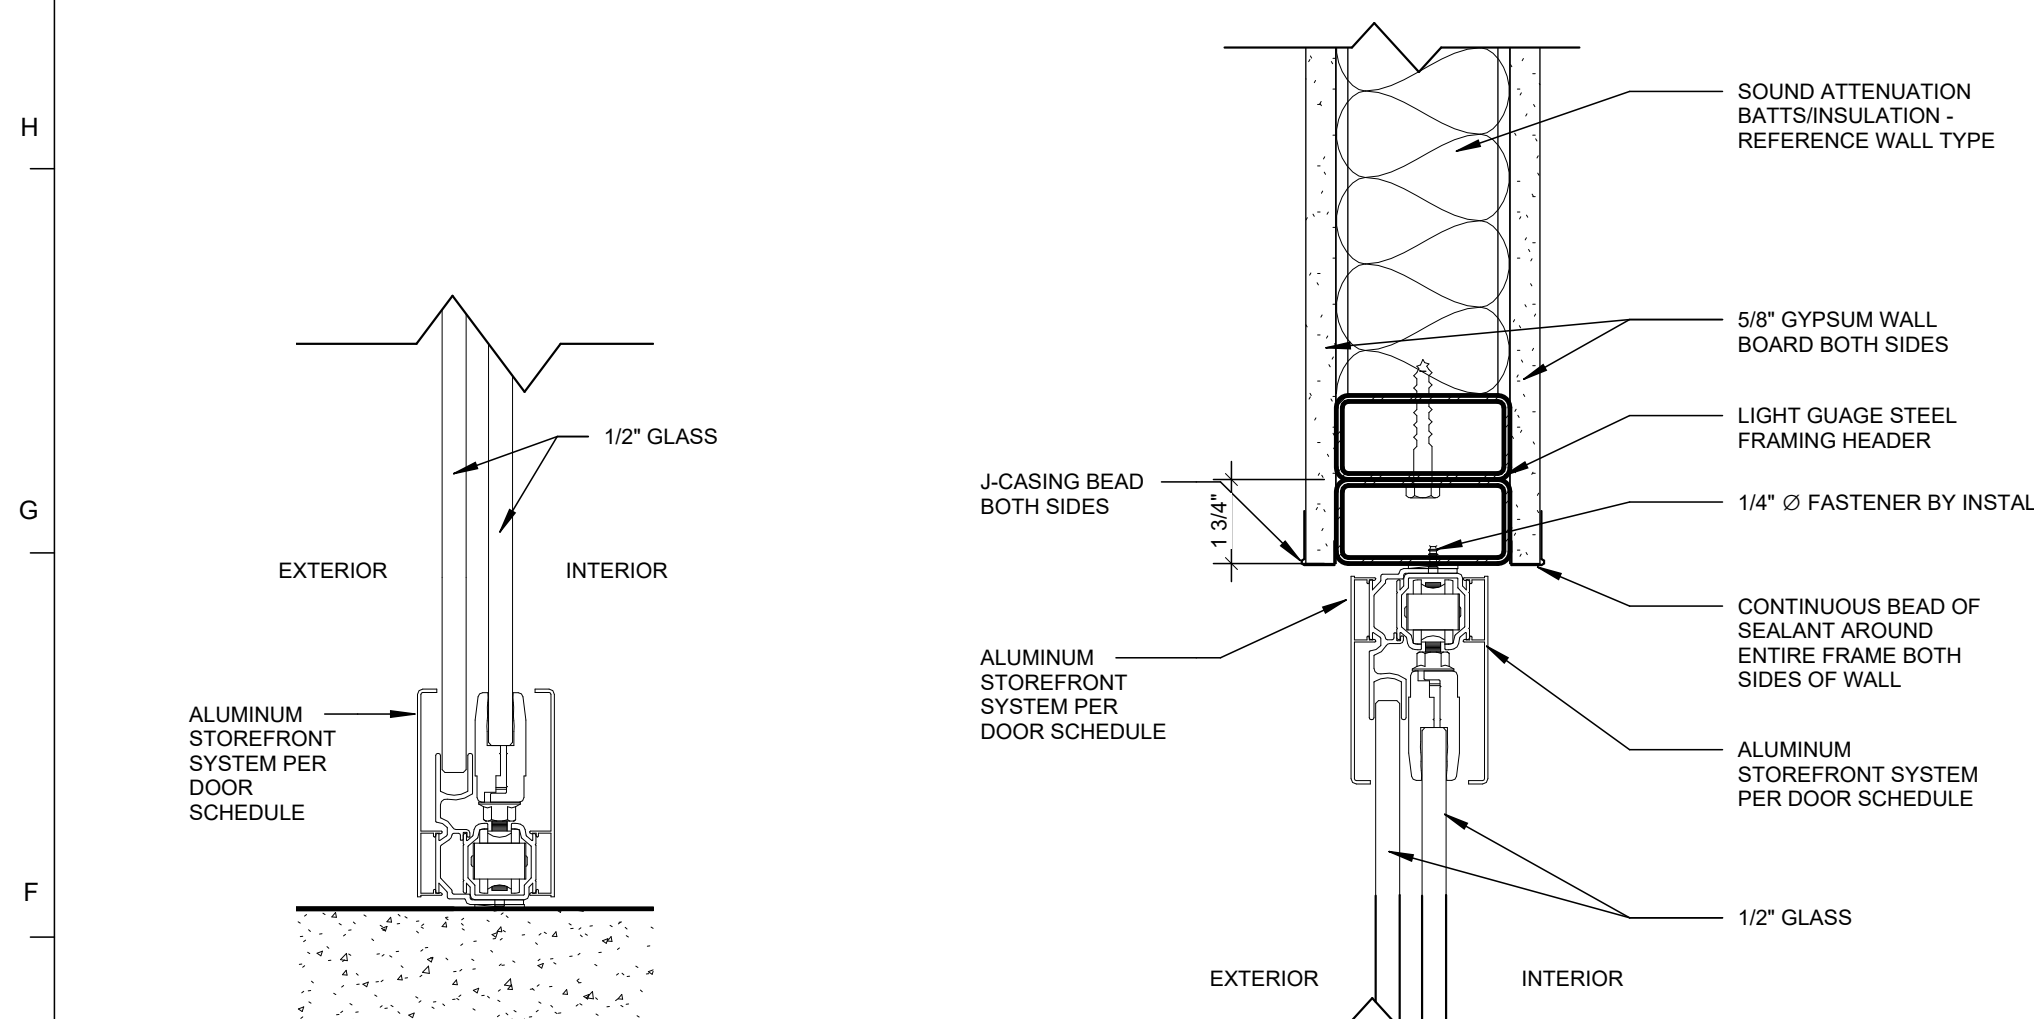 H
G
F
1/2" GLASS
EXTERIOR
INTERIOR
ALUMINUM
STOREFRONT
SYSTEM PER
DOOR
SCHEDULE
SOUND ATTENUATION
BATTS/INSULATION -
REFERENCE WALL TYPE
5/8" GYPSUM WALL
BOARD BOTH SIDES
LIGHT GUAGE STEEL
FRAMING HEADER
J-CASING BEAD
BOTH SIDES
1 3/4"
1/4" Ø FASTENER BY INSTAL
CONTINUOUS BEAD OF
SEALANT AROUND
ENTIRE FRAME BOTH
SIDES OF WALL
ALUMINUM
STOREFRONT
SYSTEM PER
DOOR SCHEDULE
ALUMINUM
STOREFRONT SYSTEM
PER DOOR SCHEDULE
1/2" GLASS
EXTERIOR
INTERIOR